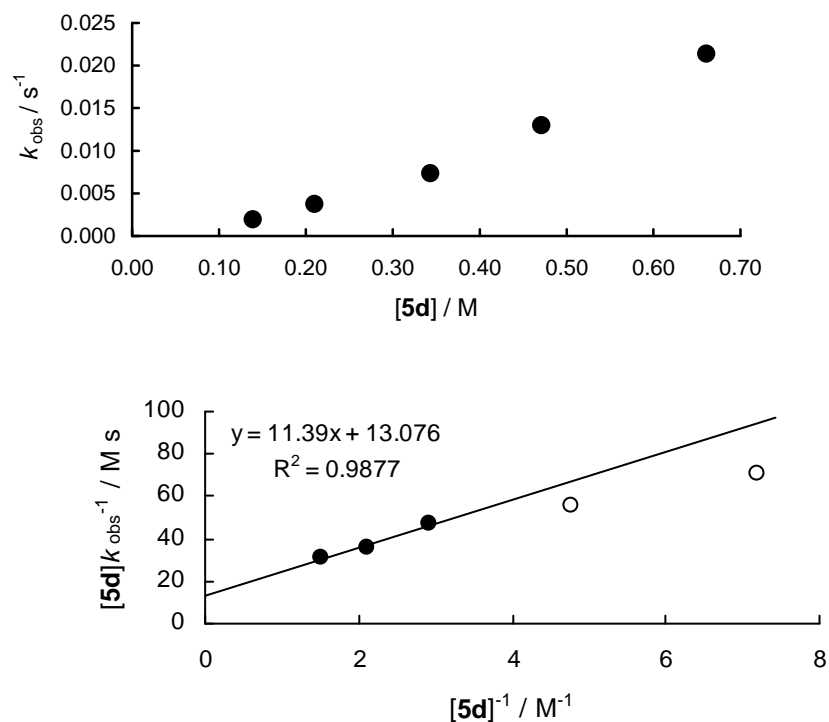 0.025
0.020
0.015
0.010
0.005
0.000
k obs / s-1
0.00 0.10 0.20 0.30 0.40 0.50 0.60 0.70
[5d] / M
100
80
60
40
20
0
[5d]k obs-1 / M s
y = 11.39x + 13.076
R2 = 0.9877
0 2 4 6 8
[5d]-1 / M-1